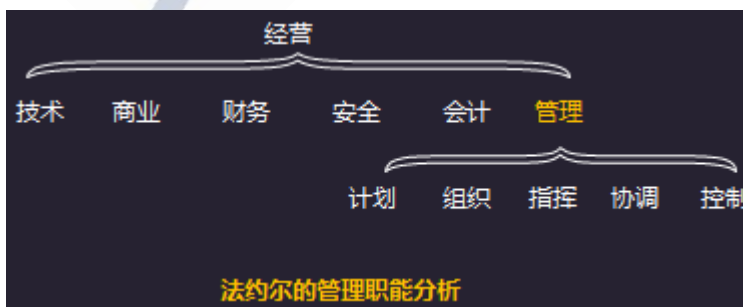 经营
技术 商业 财务 安全 会计 管理
计划 组织 指挥 协调 控制
法约尔的管理职能分析